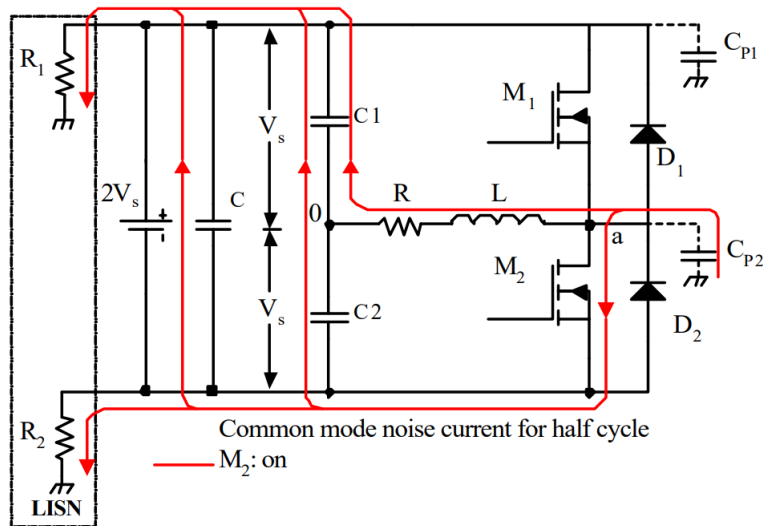 R1
CP1
M1
C1
Vs
D1
2Vs
+
-
C
0
R
L
a
CP2
M2
Vs
C2
D2
R2
Common mode noise current for half cycle
M2: on
LISN